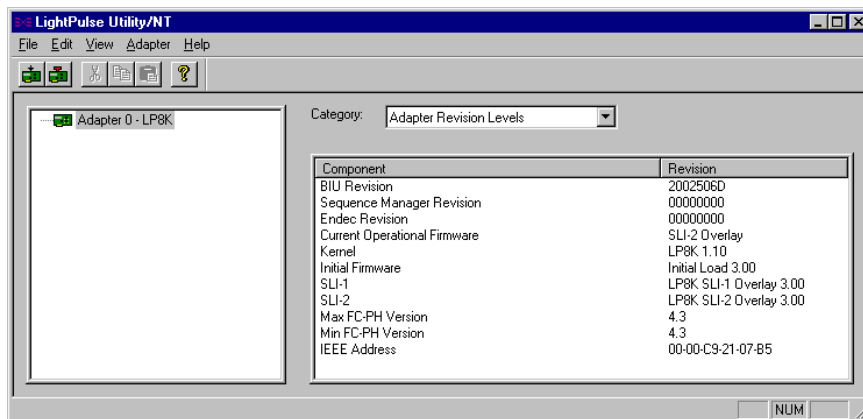 LightPulse Utility/NT
File Edit View Adapter Help
Adapter 0 - LP8K
Category: Adapter Revision Levels
Component Revision
BIU Revision 2002506D
Sequence Manager Revision 00000000
Endec Revision 00000000
Current Operational Firmware SLI-2 Overlay
Kernel LP8K 1.10
Initial Firmware Initial Load 3.00
SLI-1 LP8K SLI-1 Overlay 3.00
SLI-2 LP8K SLI-2 Overlay 3.00
Max FC-PH Version 4.3
Min FC-PH Version 4.3
IEEE Address 00-00-C9-21-07-B5
NUM